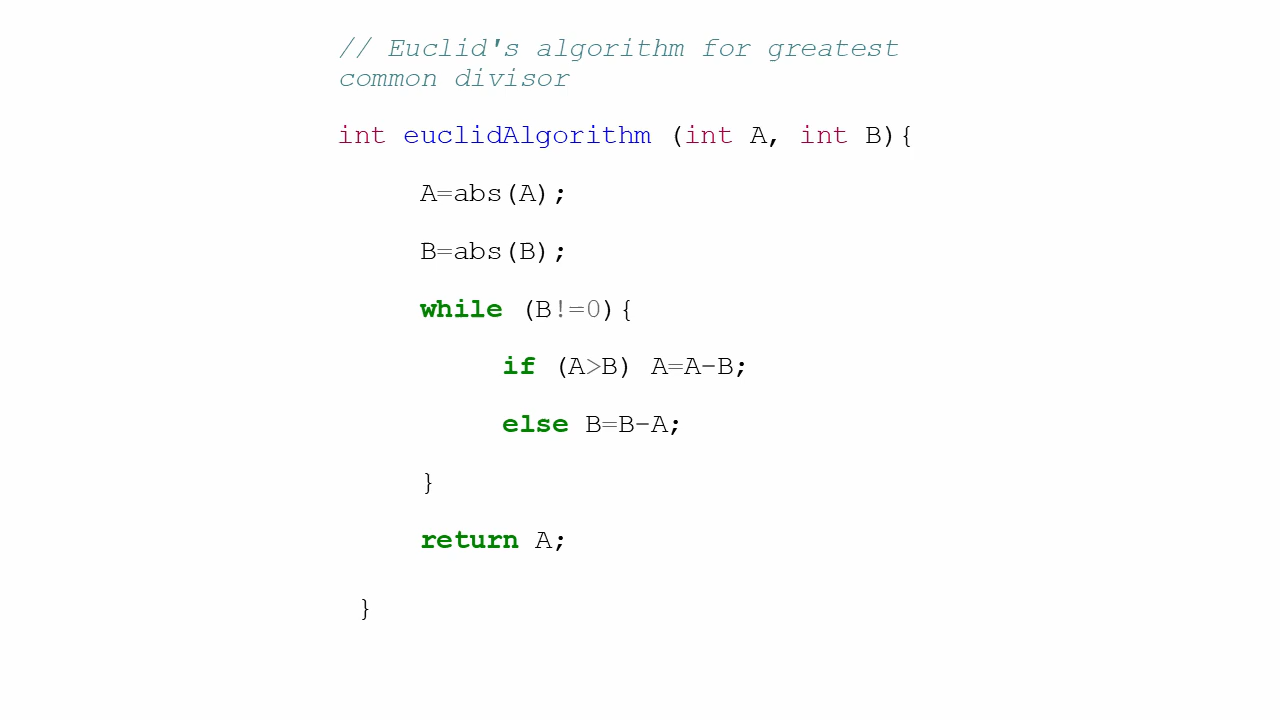 // Euclid's algorithm for greatest
common divisor
int euclidAlgorithm (int A, int B){
A=abs(A);
B=abs(B);
while (B!=0){
if (A>B) A=A-B;
else B=B-A;
}
return A;
}